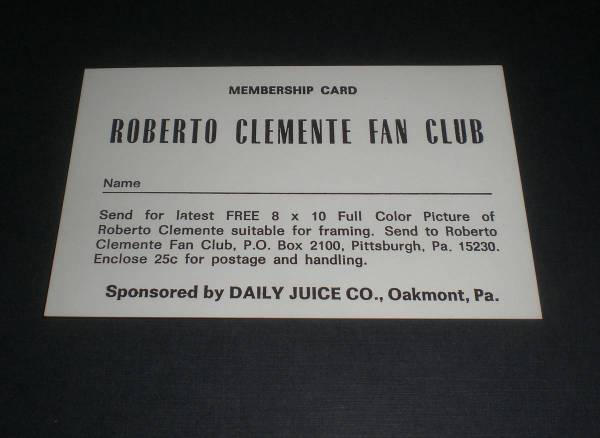 MEMBERSHIP CARD
ROBERTO CLEMENTE FAN CLUB
Name
Send for latest FREE 8 x 10 Full Color Picture of
Roberto Clemente suitable for framing. Send to Roberto
Clemente Fan Club, P.O. Box 2100, Pittsburgh, Pa. 15230.
Enclose 25c for postage and handling.
Sponsored by DAILY JUICE CO., Oakmont, Pa.